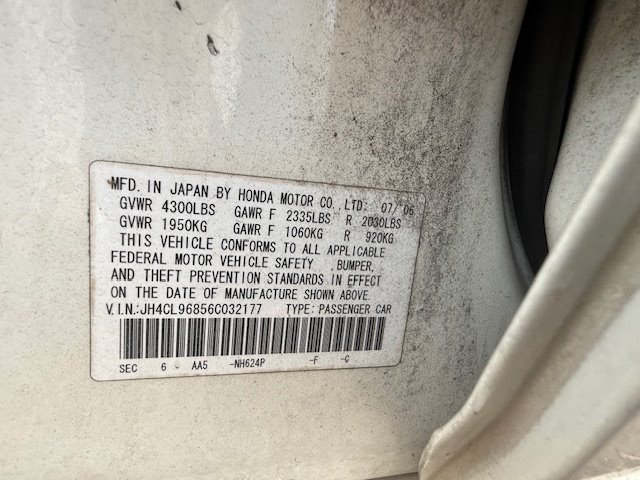 MFD. IN JAPAN BY HONDA MOTOR CO.,LTD. 07/'06
GVWR 4300LBS GAWR F 2335LBS R 2030LBS
GVWR 1950KG GAWR F 1060KG R 920KG
THIS VEHICLE CONFORMS TO ALL APPLICABLE
FEDERAL MOTOR VEHICLE SAFETY ,BUMPER,
AND THEFT PREVENTION STANDARDS IN EFFECT
ON THE DATE OF MANUFACTURE SHOWN ABOVE.
V.I.N.:JH4CL96856C032177 TYPE: PASSENGER CAR
SEC 6 AA5 -NH624P -F -C